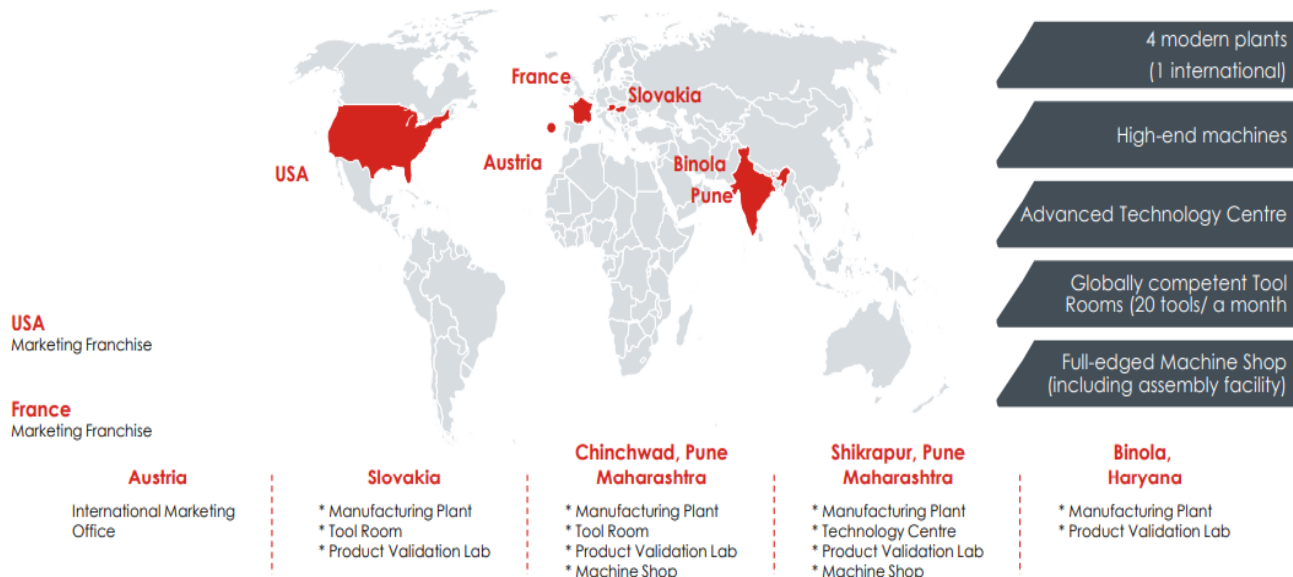 4 modern plants
(1 international)
High-end machines
Advanced Technology Centre
Globally competent Tool
Rooms (20 tools/ a month
Full-edged Machine Shop
(including assembly facility)
France
Slovakia
USA
Austria
Binola
Pune
USA
Marketing Franchise
France
Marketing Franchise
Austria
International Marketing
Office
Slovakia
* Manufacturing Plant
* Tool Room
* Product Validation Lab
Chinchwad, Pune
Maharashtra
* Manufacturing Plant
* Tool Room
* Product Validation Lab
* Machine Shop
Shikrapur, Pune
Maharashtra
* Manufacturing Plant
* Technology Centre
* Product Validation Lab
* Machine Shop
Binola,
Haryana
* Manufacturing Plant
* Product Validation Lab